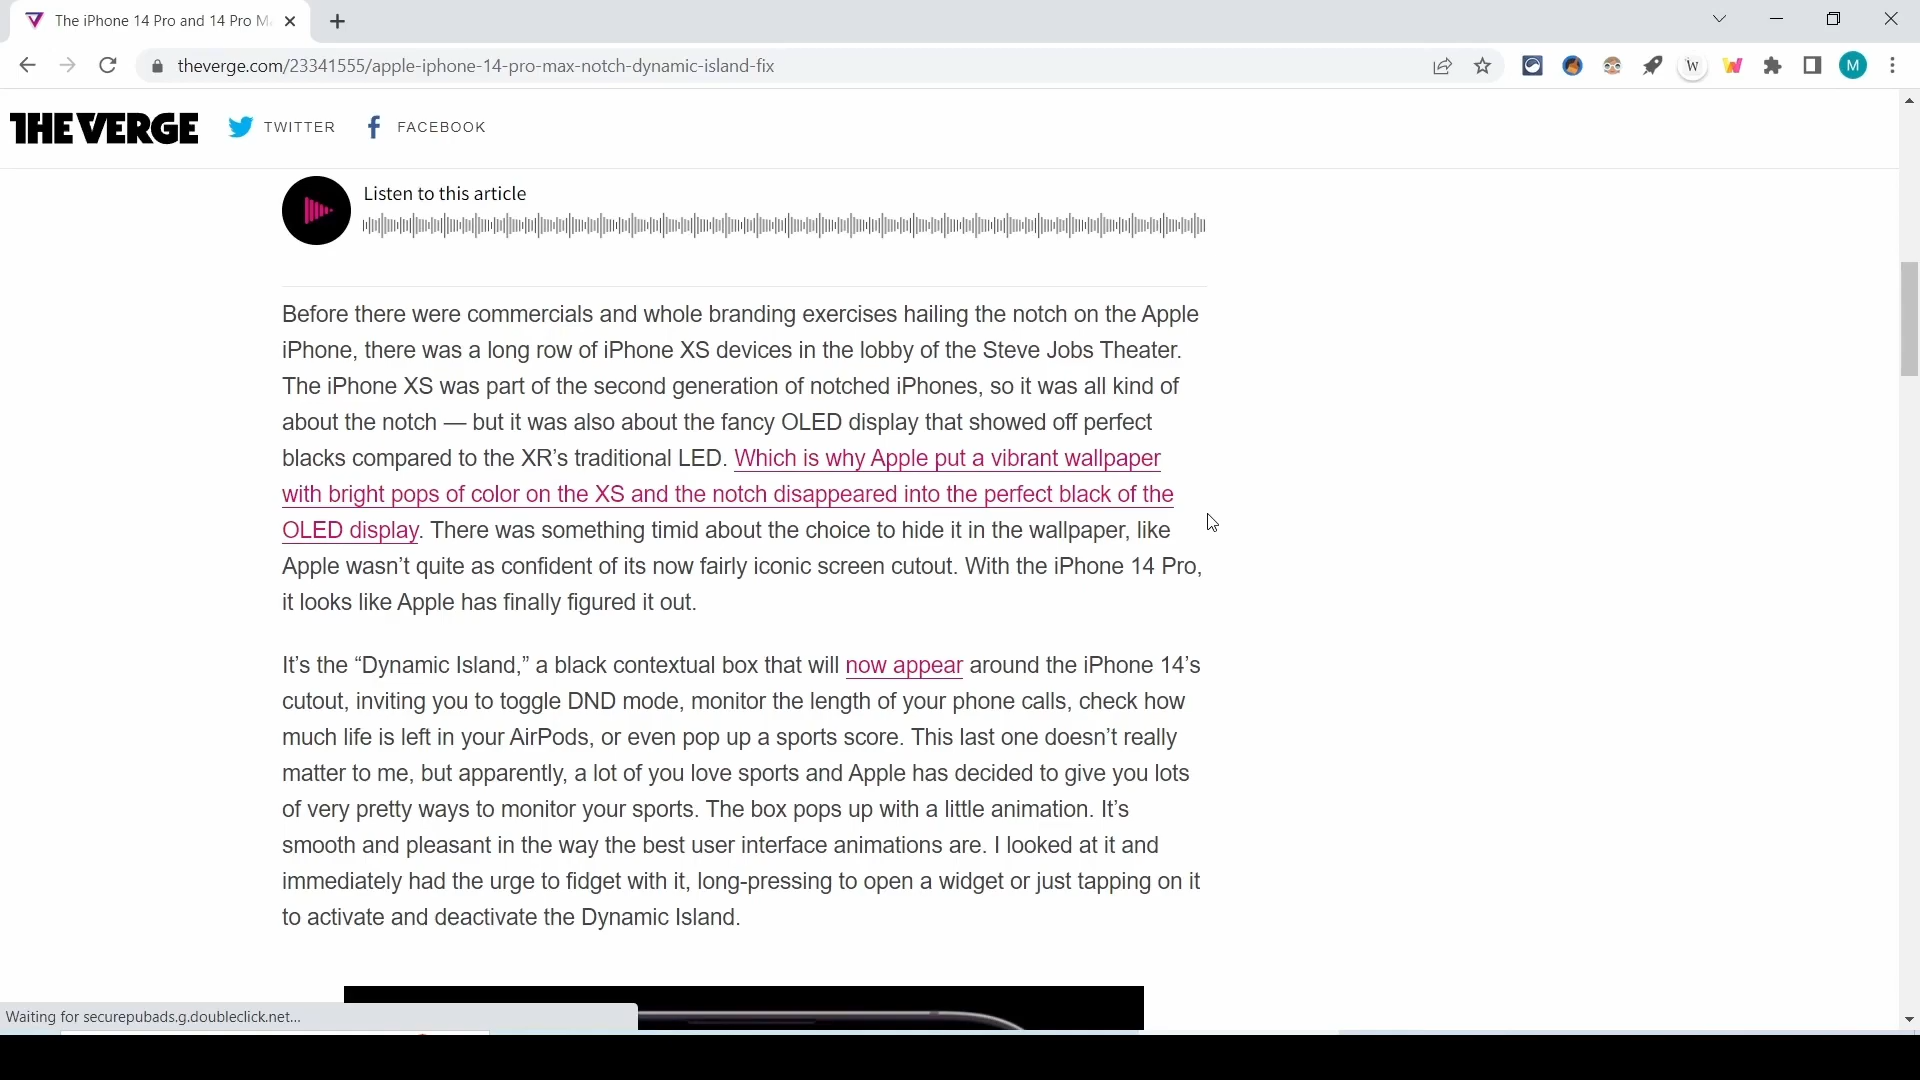 The iPhone 14 Pro and 14 Pro M
theverge.com/23341555/apple-iphone-14-pro-max-notch-dynamic-island-fix
W
M
THE VERGE TWITTER FACEBOOK
Listen to this article
Before there were commercials and whole branding exercises hailing the notch on the Apple
iPhone, there was a long row of iPhone XS devices in the lobby of the Steve Jobs Theater.
The iPhone XS was part of the second generation of notched iPhones, so it was all kind of
about the notch — but it was also about the fancy OLED display that showed off perfect
blacks compared to the XR’s traditional LED. Which is why Apple put a vibrant wallpaper
with bright pops of color on the XS and the notch disappeared into the perfect black of the
OLED display. There was something timid about the choice to hide it in the wallpaper, like
Apple wasn’t quite as confident of its now fairly iconic screen cutout. With the iPhone 14 Pro,
it looks like Apple has finally figured it out.
It’s the “Dynamic Island,” a black contextual box that will now appear around the iPhone 14’s
cutout, inviting you to toggle DND mode, monitor the length of your phone calls, check how
much life is left in your AirPods, or even pop up a sports score. This last one doesn’t really
matter to me, but apparently, a lot of you love sports and Apple has decided to give you lots
of very pretty ways to monitor your sports. The box pops up with a little animation. It’s
smooth and pleasant in the way the best user interface animations are. I looked at it and
immediately had the urge to fidget with it, long-pressing to open a widget or just tapping on it
to activate and deactivate the Dynamic Island.
Waiting for securepubads.g.doubleclick.net...